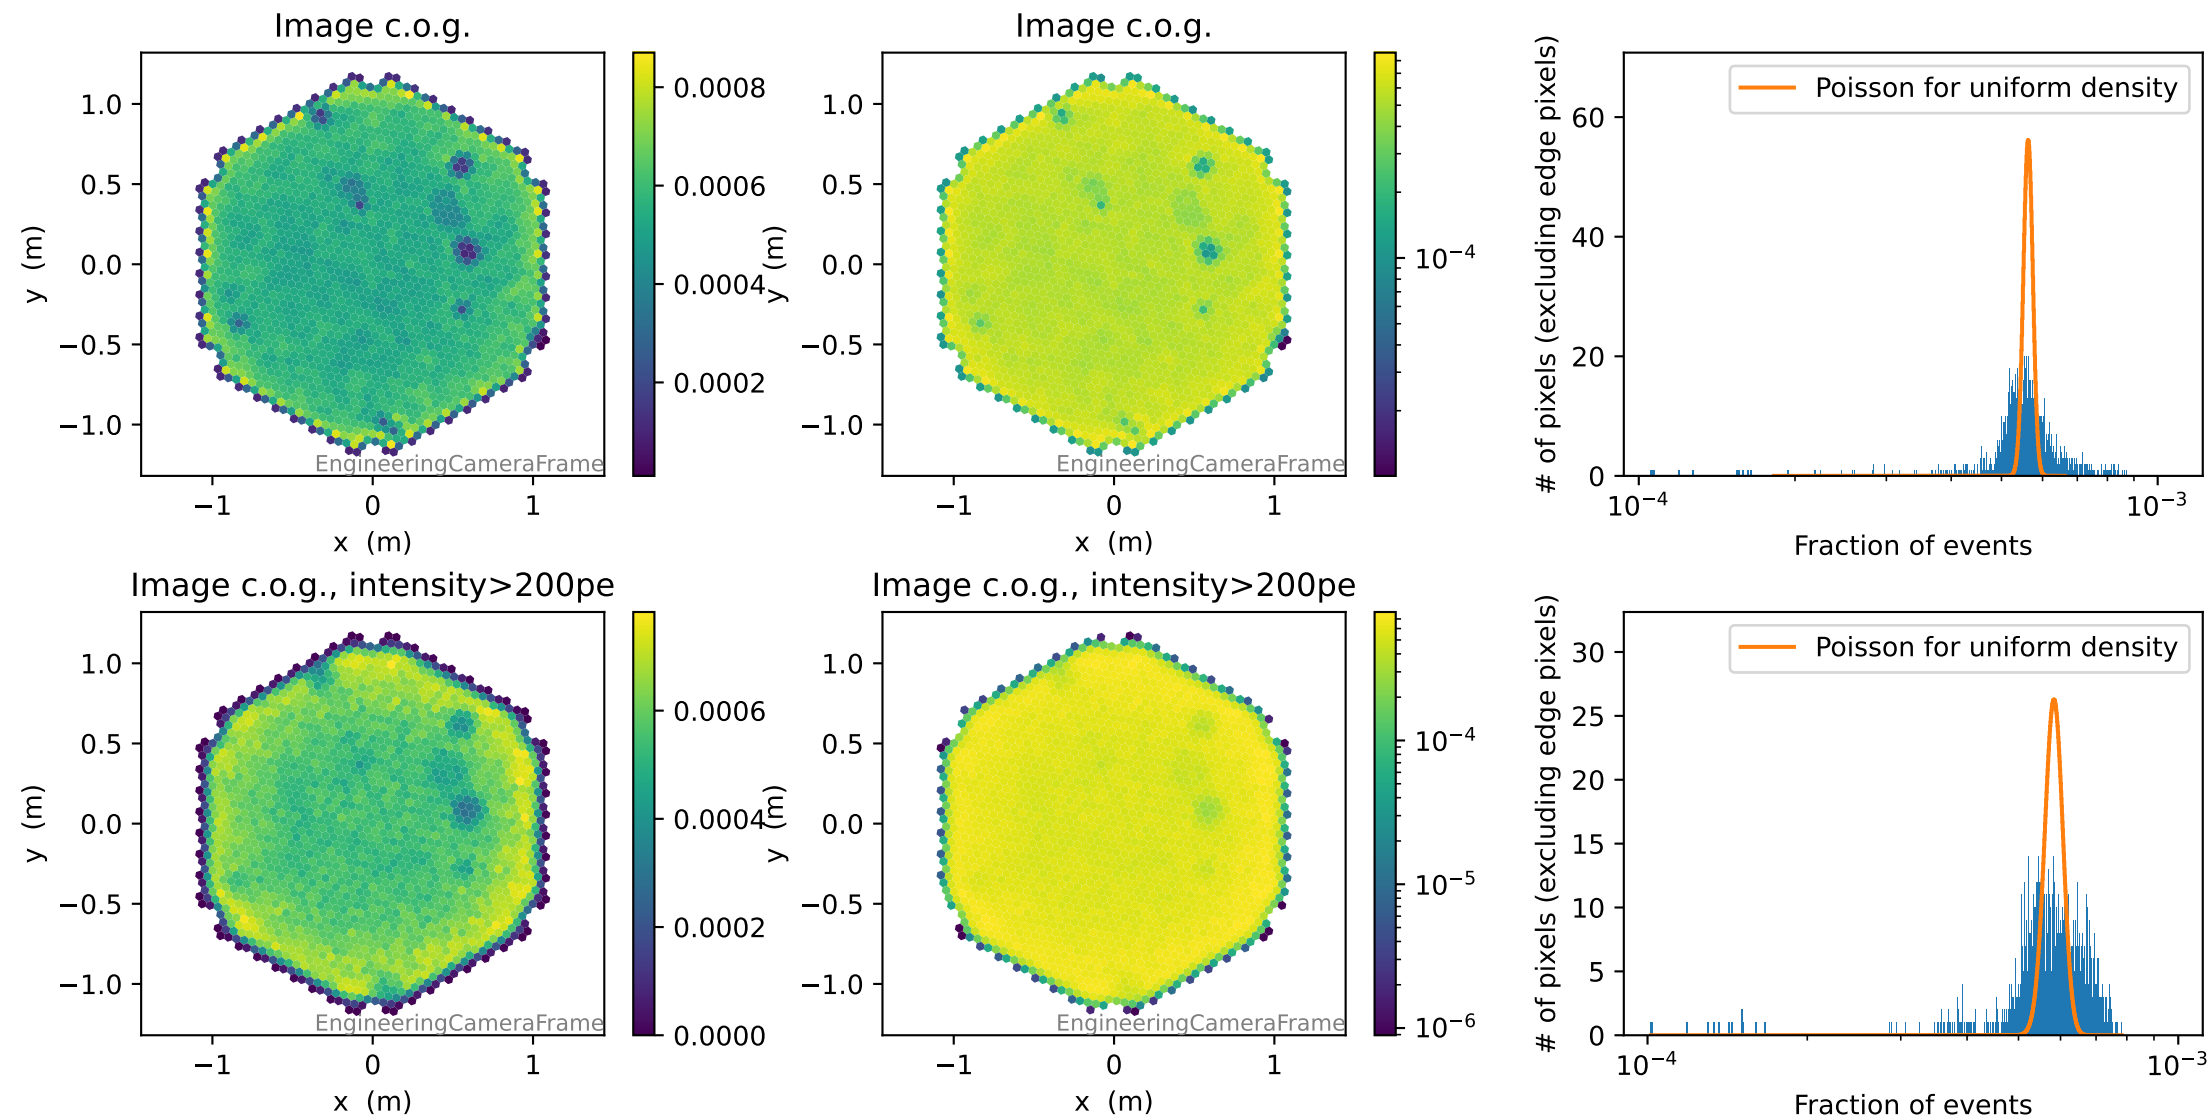 Image c.o.g.
1.0
0.5
0.0
−0.5
−1.0
y (m)
−1
0
1
x (m)
EngineeringCameraFrame
0.0008
0.0006
0.0004
0.0002
Image c.o.g.
1.0
0.5
0.0
−0.5
−1.0
y (m)
−1
0
1
x (m)
EngineeringCameraFrame
10⁻⁴
# of pixels (excluding edge pixels)
60
40
20
0
Poisson for uniform density
10⁻⁴
10⁻³
Fraction of events
Image c.o.g., intensity>200pe
1.0
0.5
0.0
−0.5
−1.0
y (m)
−1
0
1
x (m)
EngineeringCameraFrame
0.0006
0.0004
0.0002
0.0000
Image c.o.g., intensity>200pe
1.0
0.5
0.0
−0.5
−1.0
y (m)
−1
0
1
x (m)
EngineeringCameraFrame
10⁻⁴
10⁻⁵
10⁻⁶
# of pixels (excluding edge pixels)
30
25
20
15
10
5
0
Poisson for uniform density
10⁻⁴
10⁻³
Fraction of events